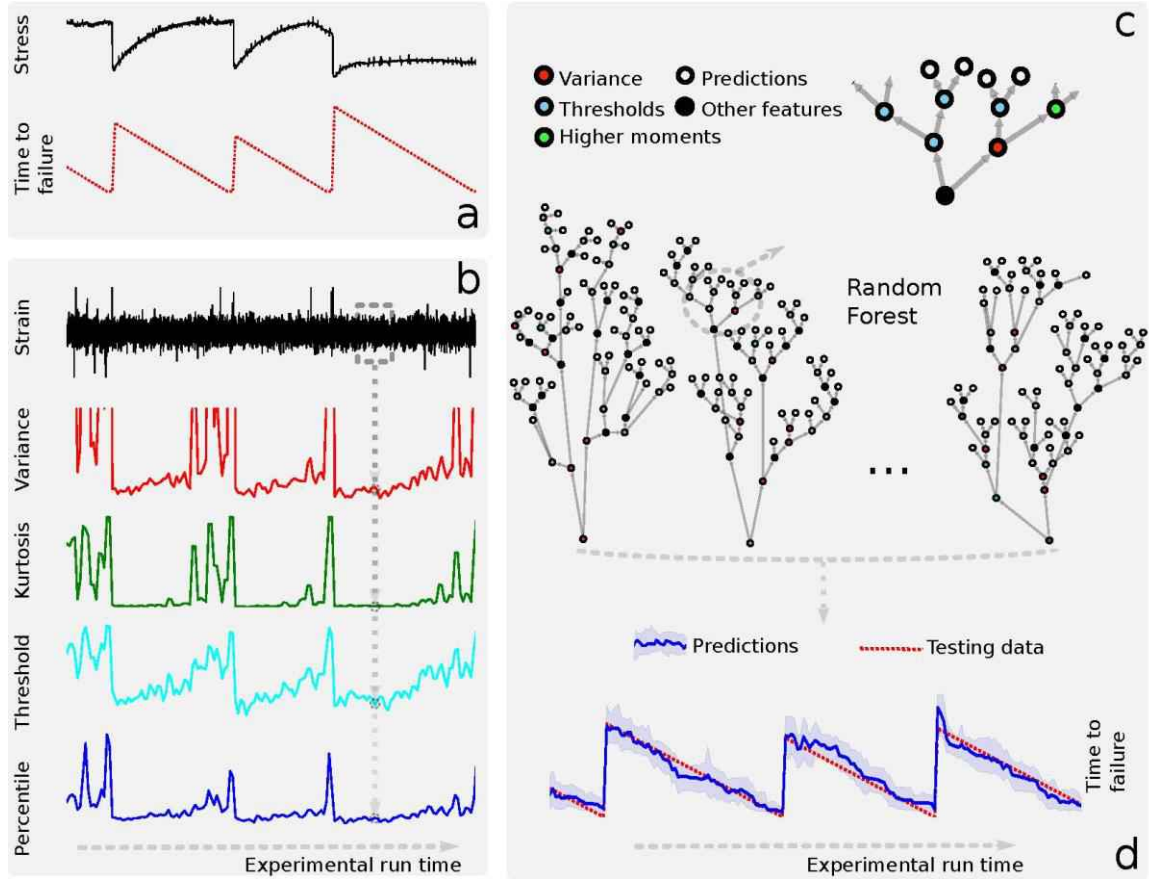 a
Stress
Time to
failure
b
Strain
Variance
Kurtosis
Threshold
Percentile
Experimental run time
c
Variance
Predictions
Thresholds
Other features
Higher moments
Random
Forest
...
Predictions
Testing data
Time to
failure
Experimental run time
d